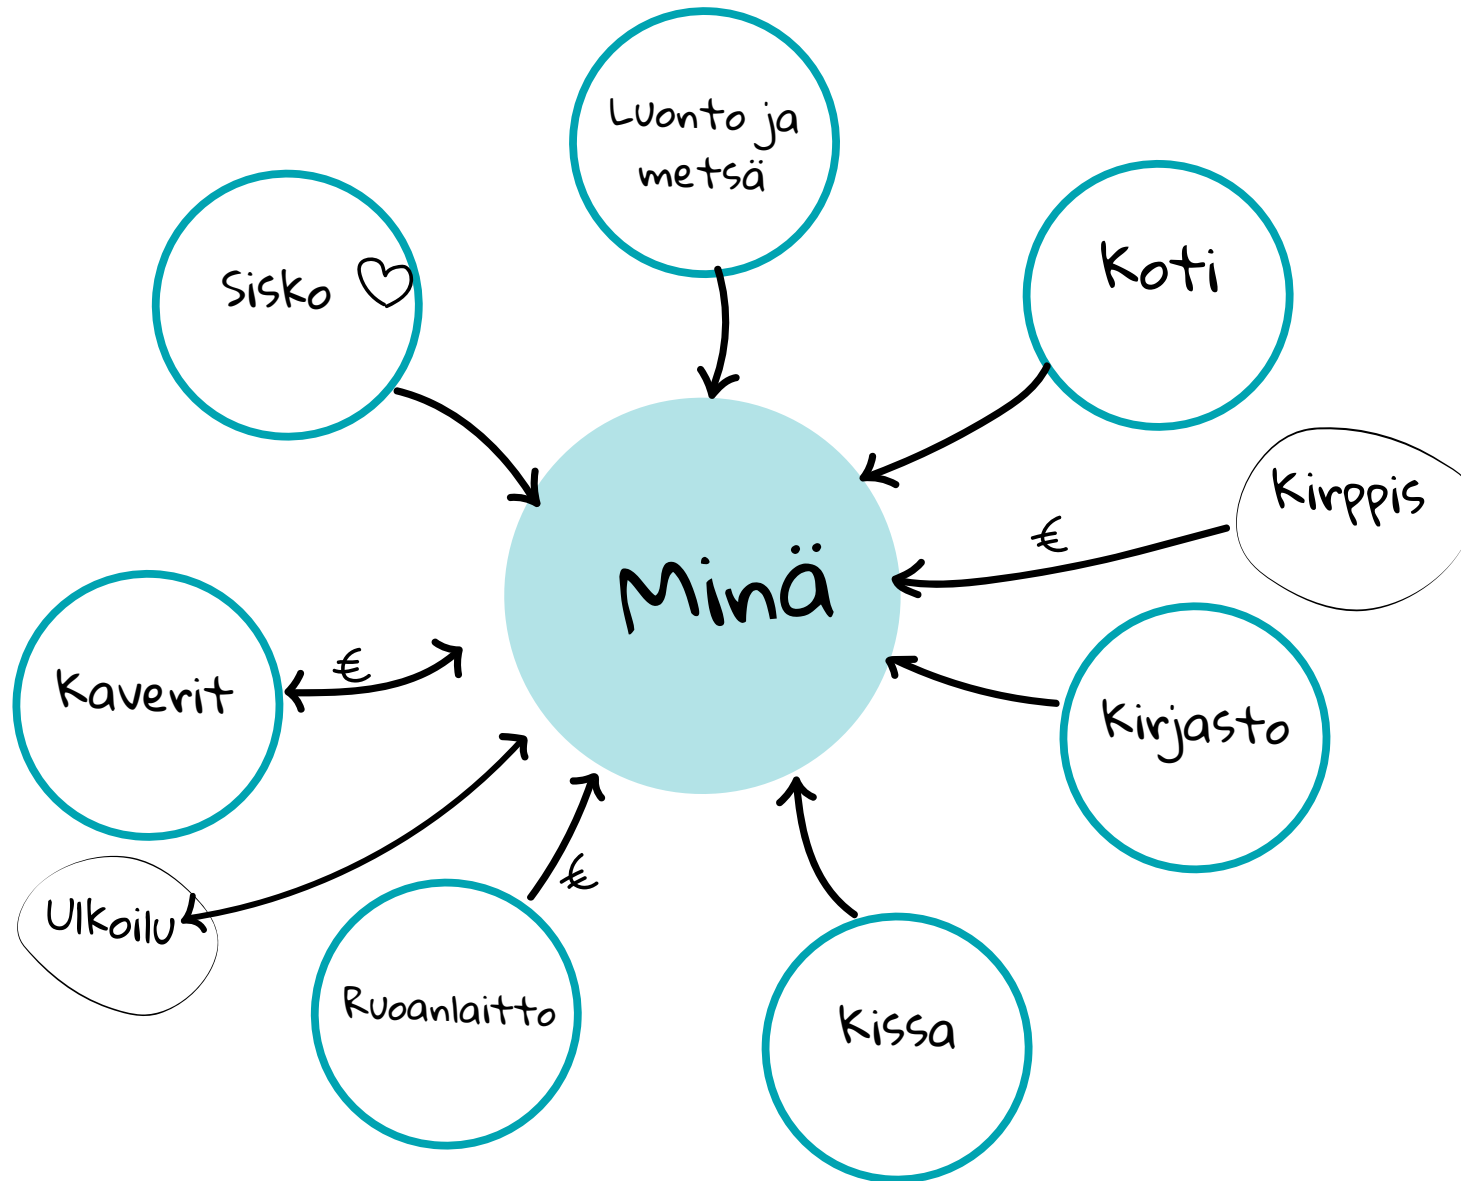 Luonto ja
metsä
Sisko ♡
Koti
Kirppis
€
Minä
€
Kaverit
Kirjasto
€
Ulkoilu
Ruoanlaitto
Kissa